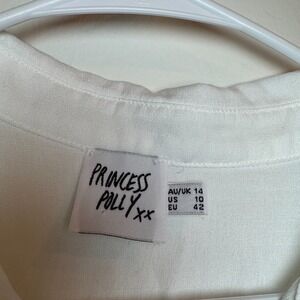 PRINCESS
POLLY xx
AU/UK 14
US 10
EU 42